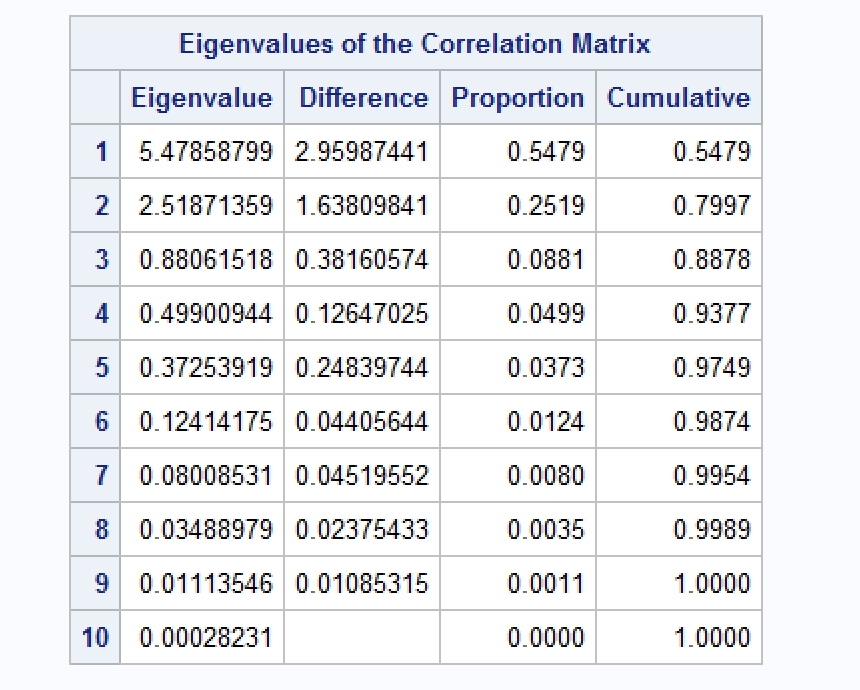 Eigenvalues of the Correlation Matrix
Eigenvalue Difference Proportion Cumulative
1 5.47858799 2.95987441 0.5479 0.5479
2 2.51871359 1.63809841 0.2519 0.7997
3 0.88061518 0.38160574 0.0881 0.8878
4 0.49900944 0.12647025 0.0499 0.9377
5 0.37253919 0.24839744 0.0373 0.9749
6 0.12414175 0.04405644 0.0124 0.9874
7 0.08008531 0.04519552 0.0080 0.9954
8 0.03488979 0.02375433 0.0035 0.9989
9 0.01113546 0.01085315 0.0011 1.0000
10 0.00028231 0.0000 1.0000